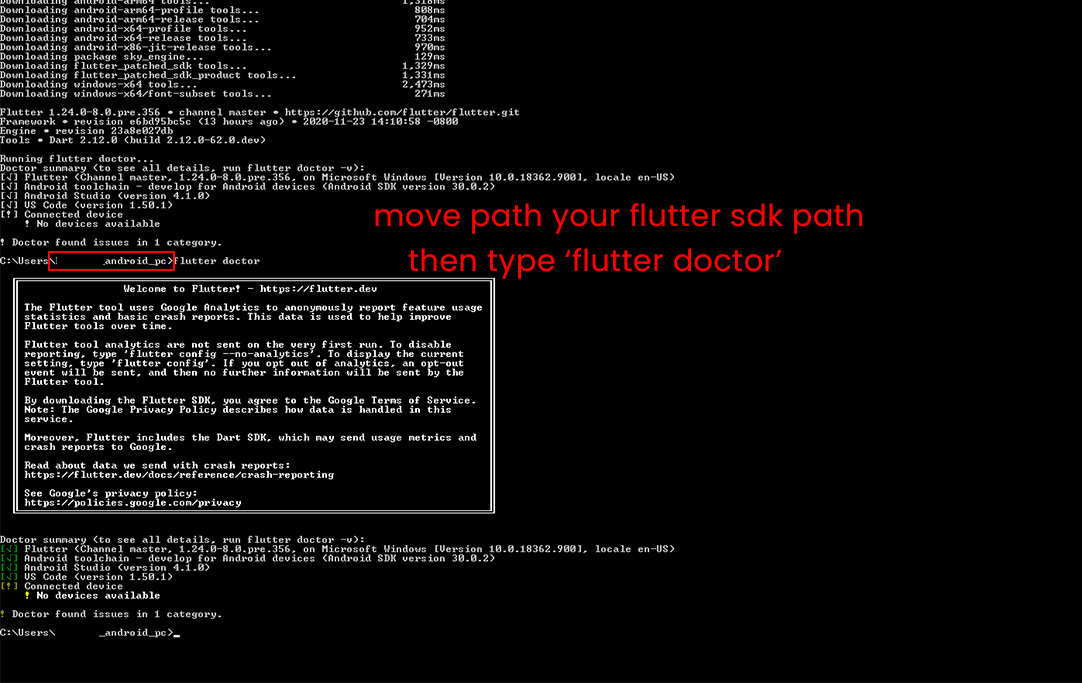 Downloading android-arm64 tools... 1,318ms
Downloading android-arm64-profile tools... 808ms
Downloading android-arm64-release tools... 704ms
Downloading android-x64-profile tools... 952ms
Downloading android-x64-release tools... 733ms
Downloading android-x86-jit-release tools... 970ms
Downloading package sky_engine... 129ms
Downloading flutter_patched_sdk tools... 1,329ms
Downloading flutter_patched_sdk_product tools... 1,331ms
Downloading windows-x64 tools... 2,473ms
Downloading windows-x64/font-subset tools... 271ms
Flutter 1.24.0-8.0.pre.356 • channel master • https://github.com/flutter/flutter.git
Framework • revision e6bd95bc5c (13 hours ago) • 2020-11-23 14:10:58 -0800
Engine • revision 23a8e027db
Tools • Dart 2.12.0 (build 2.12.0-62.0.dev)
Running flutter doctor...
Doctor summary (to see all details, run flutter doctor -v):
[√] Flutter (Channel master, 1.24.0-8.0.pre.356, on Microsoft Windows [Version 10.0.18362.900], locale en-US)
[√] Android toolchain - develop for Android devices (Android SDK version 30.0.2)
[√] Android Studio (version 4.1.0)
[√] VS Code (version 1.50.1)
[!] Connected device
! No devices available
! Doctor found issues in 1 category.
move path your flutter sdk path
then type ‘flutter doctor’
C:\Users\ _android_pc>flutter doctor
Welcome to Flutter! - https://flutter.dev
The Flutter tool uses Google Analytics to anonymously report feature usage
statistics and basic crash reports. This data is used to help improve
Flutter tools over time.
Flutter tool analytics are not sent on the very first run. To disable
reporting, type 'flutter config --no-analytics'. To display the current
setting, type 'flutter config'. If you opt out of analytics, an opt-out
event will be sent, and then no further information will be sent by the
Flutter tool.
By downloading the Flutter SDK, you agree to the Google Terms of Service.
Note: The Google Privacy Policy describes how data is handled in this
service.
Moreover, Flutter includes the Dart SDK, which may send usage metrics and
crash reports to Google.
Read about data we send with crash reports:
https://flutter.dev/docs/reference/crash-reporting
See Google's privacy policy:
https://policies.google.com/privacy
Doctor summary (to see all details, run flutter doctor -v):
[√] Flutter (Channel master, 1.24.0-8.0.pre.356, on Microsoft Windows [Version 10.0.18362.900], locale en-US)
[√] Android toolchain - develop for Android devices (Android SDK version 30.0.2)
[√] Android Studio (version 4.1.0)
[√] VS Code (version 1.50.1)
[!] Connected device
! No devices available
! Doctor found issues in 1 category.
C:\Users\ _android_pc>_